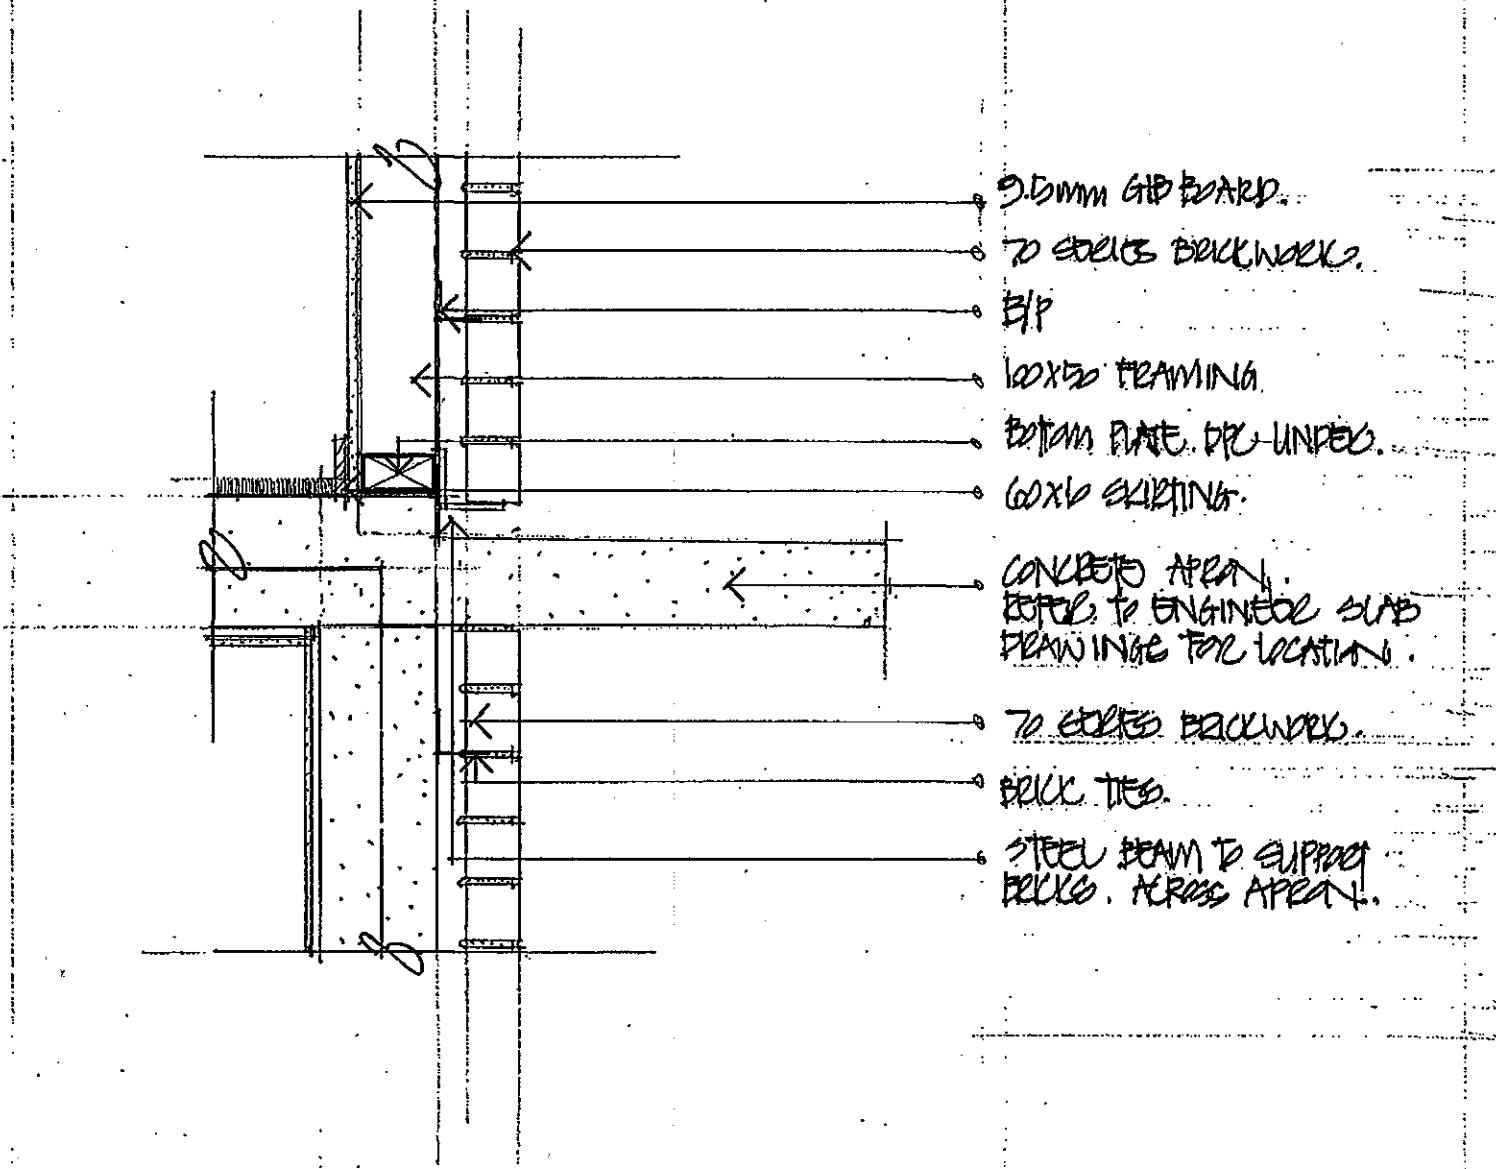 9.5mm GIB BOARD.
70 SERIES BRICKWORK.
B/P
100X50 FRAMING
BOTTOM PLATE. DPC UNDER.
60X10 SKIRTING.
CONCRETE APRON.
REFER TO ENGINEER SLAB
DRAWINGS FOR LOCATION.
70 SERIES BRICKWORK.
BRICK TIES.
STEEL BEAM TO SUPPORT
BRICKS. ACROSS APRON.